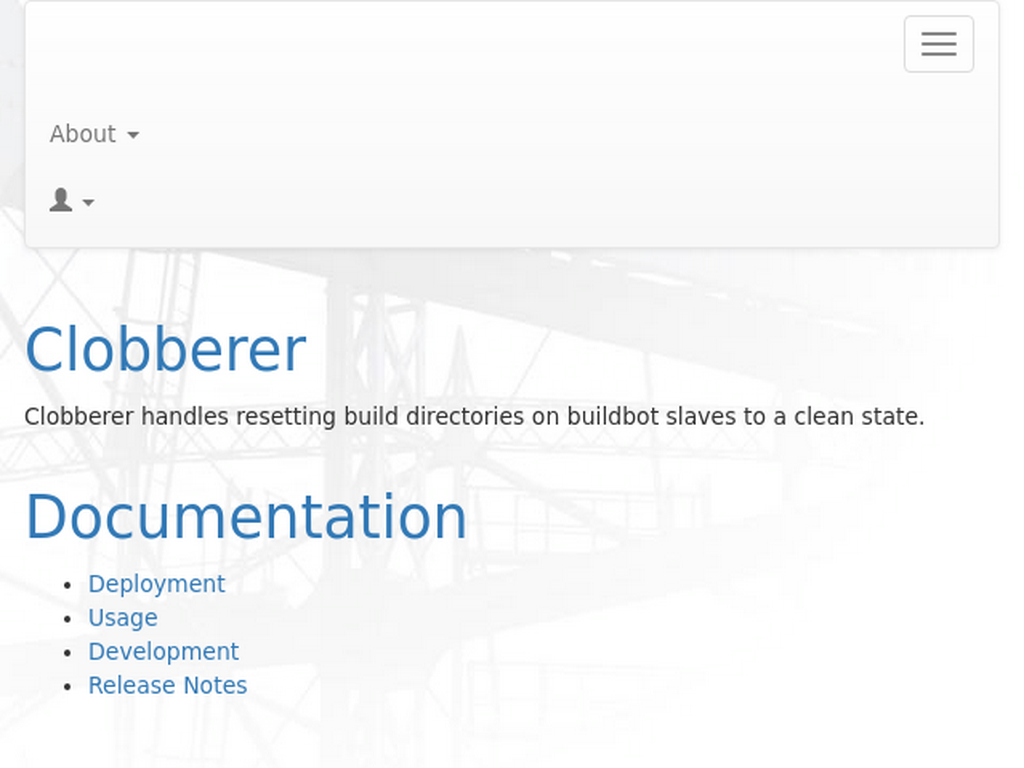 About
Clobberer
Clobberer handles resetting build directories on buildbot slaves to a clean state.
Documentation
Deployment
Usage
Development
Release Notes